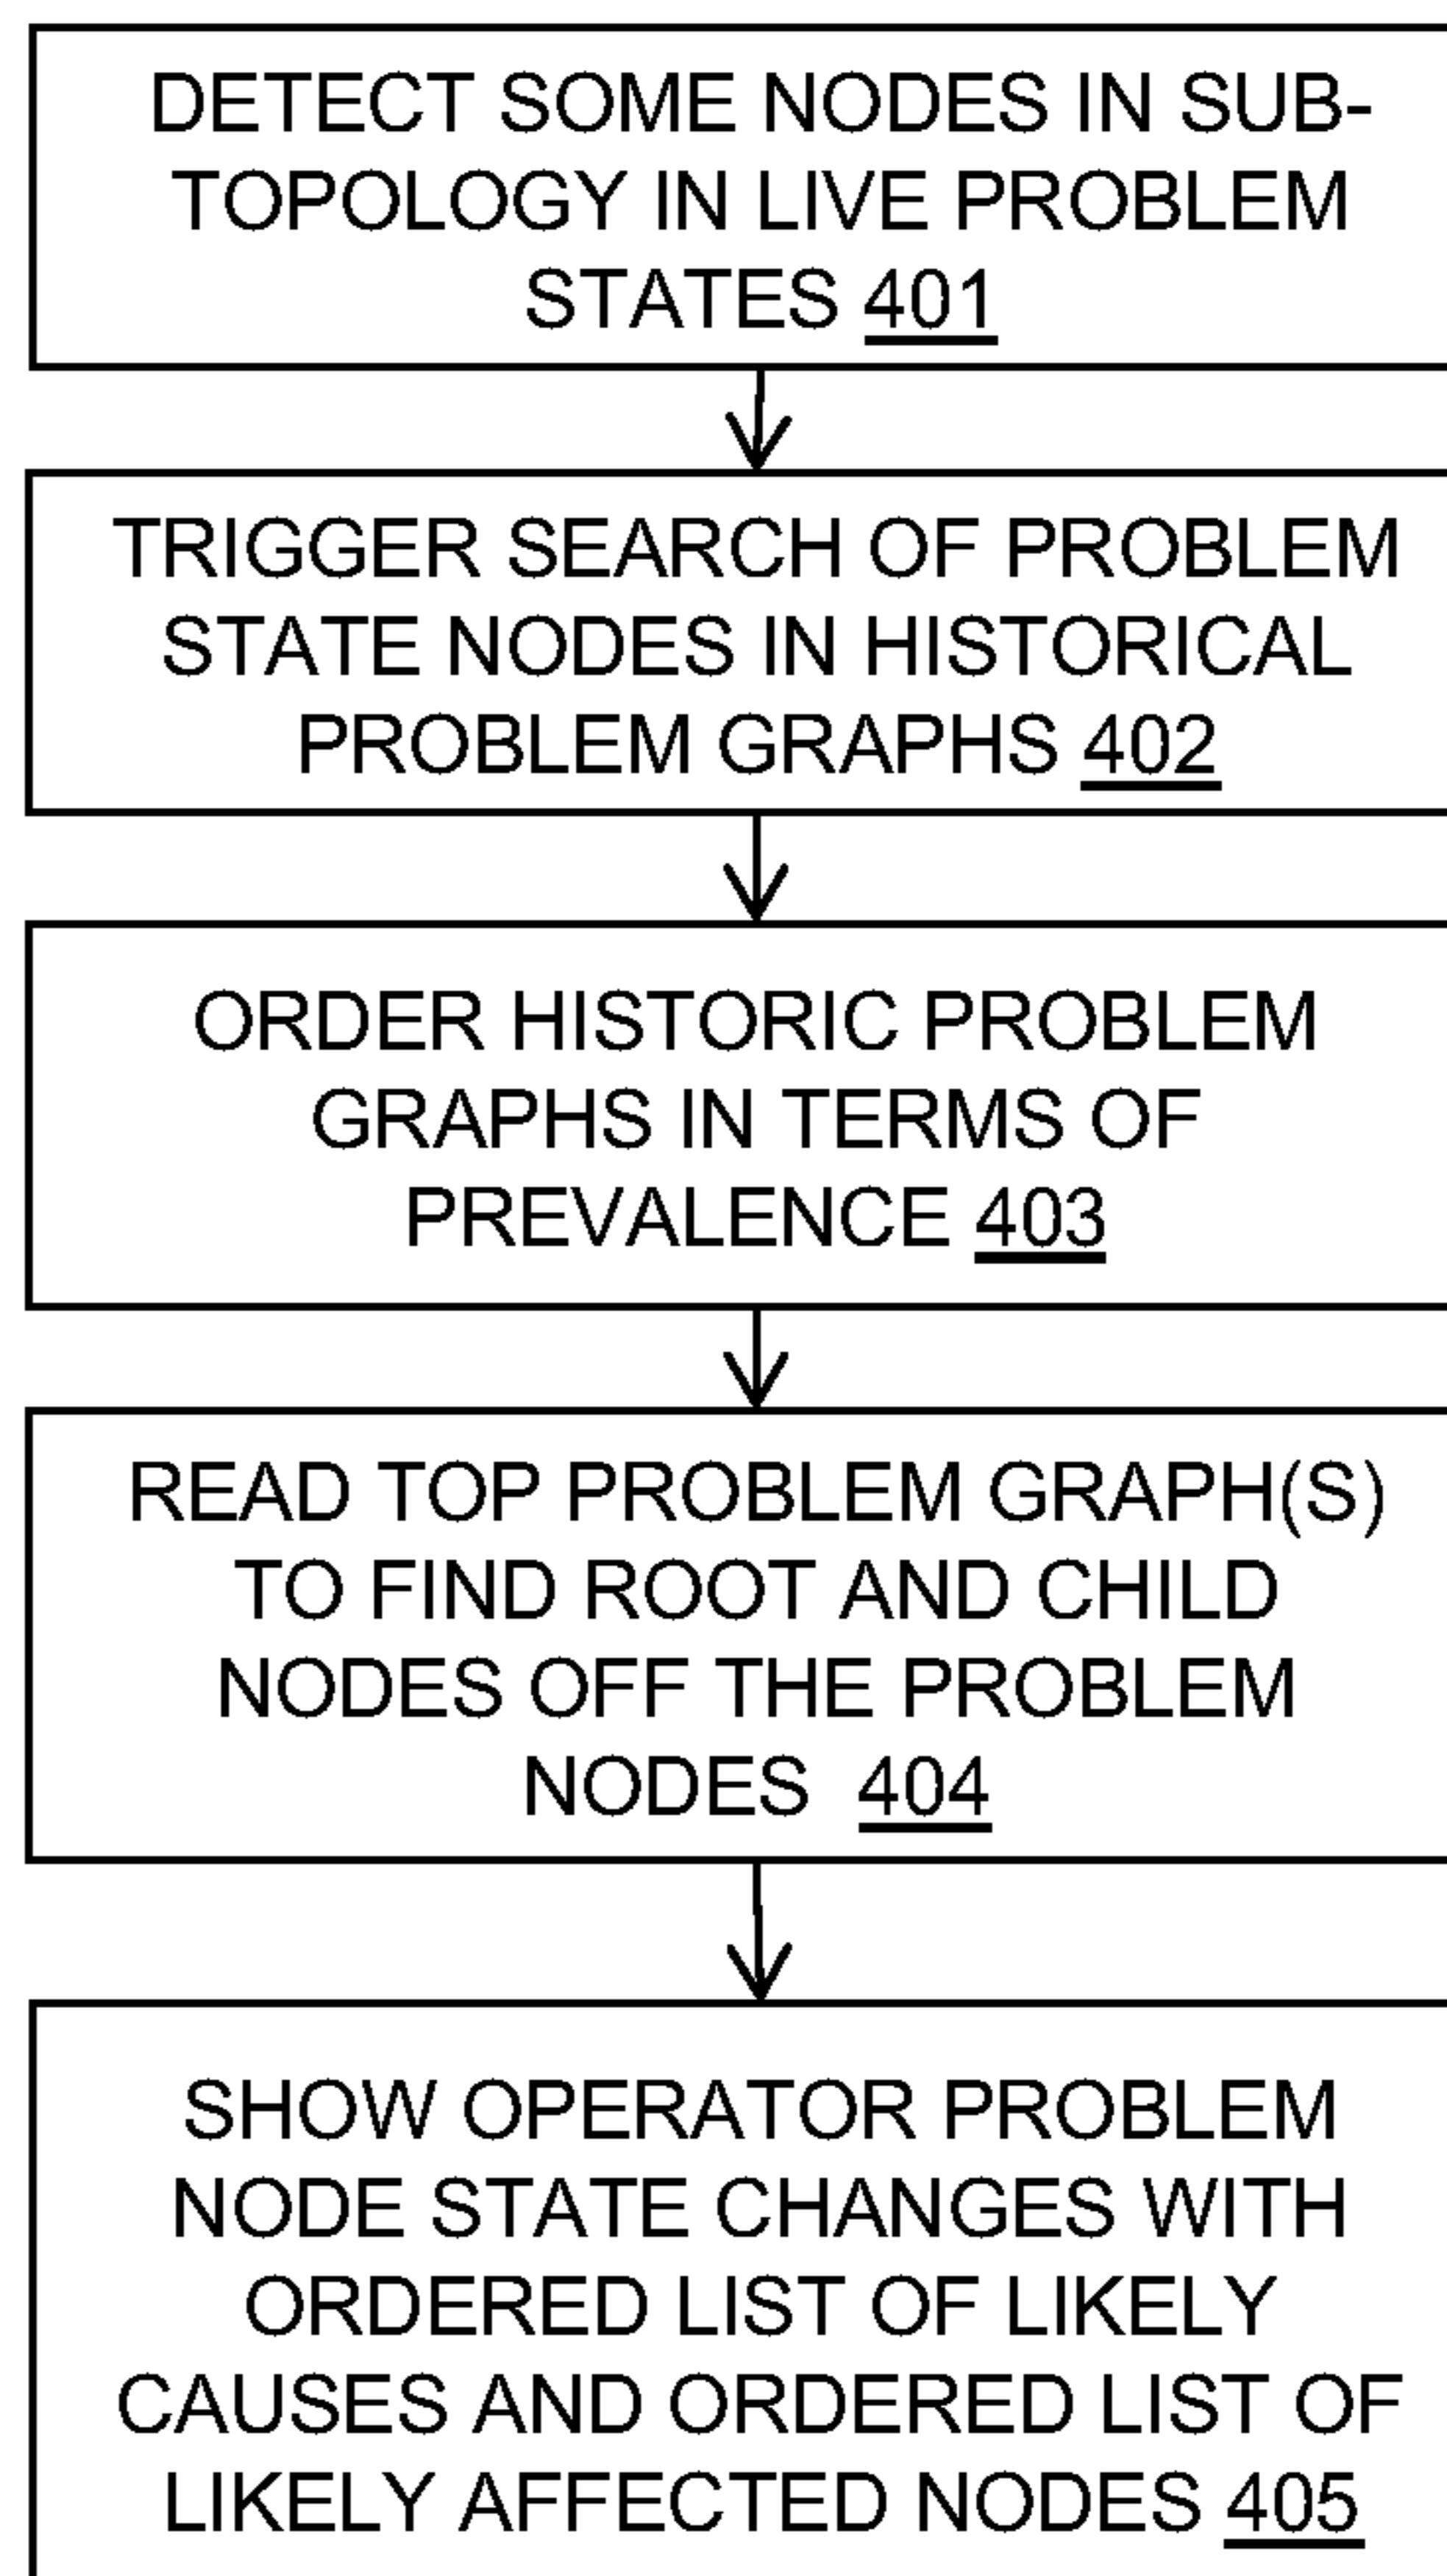 DETECT SOME NODES IN SUB-
TOPOLOGY IN LIVE PROBLEM
STATES 401
TRIGGER SEARCH OF PROBLEM
STATE NODES IN HISTORICAL
PROBLEM GRAPHS 402
ORDER HISTORIC PROBLEM
GRAPHS IN TERMS OF
PREVALENCE 403
READ TOP PROBLEM GRAPH(S)
TO FIND ROOT AND CHILD
NODES OFF THE PROBLEM
NODES 404
SHOW OPERATOR PROBLEM
NODE STATE CHANGES WITH
ORDERED LIST OF LIKELY
CAUSES AND ORDERED LIST OF
LIKELY AFFECTED NODES 405